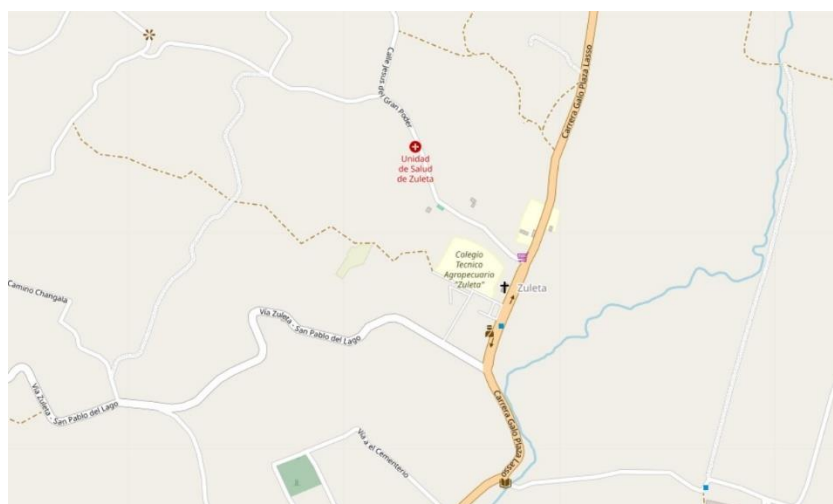 Calle Jesus del Gran Poder
Carrera Galo Plaza Lasso
Unidad
de Salud
de Zuleta
Colegio
Tecnico
Agropecuario
"Zuleta"
Zuleta
Camino Changala
Vía Zuleta - San Pablo del Lago
Vía Zuleta - San Pablo del Lago
Carrera Galo Plaza Lasso
Vía a el Cementerio